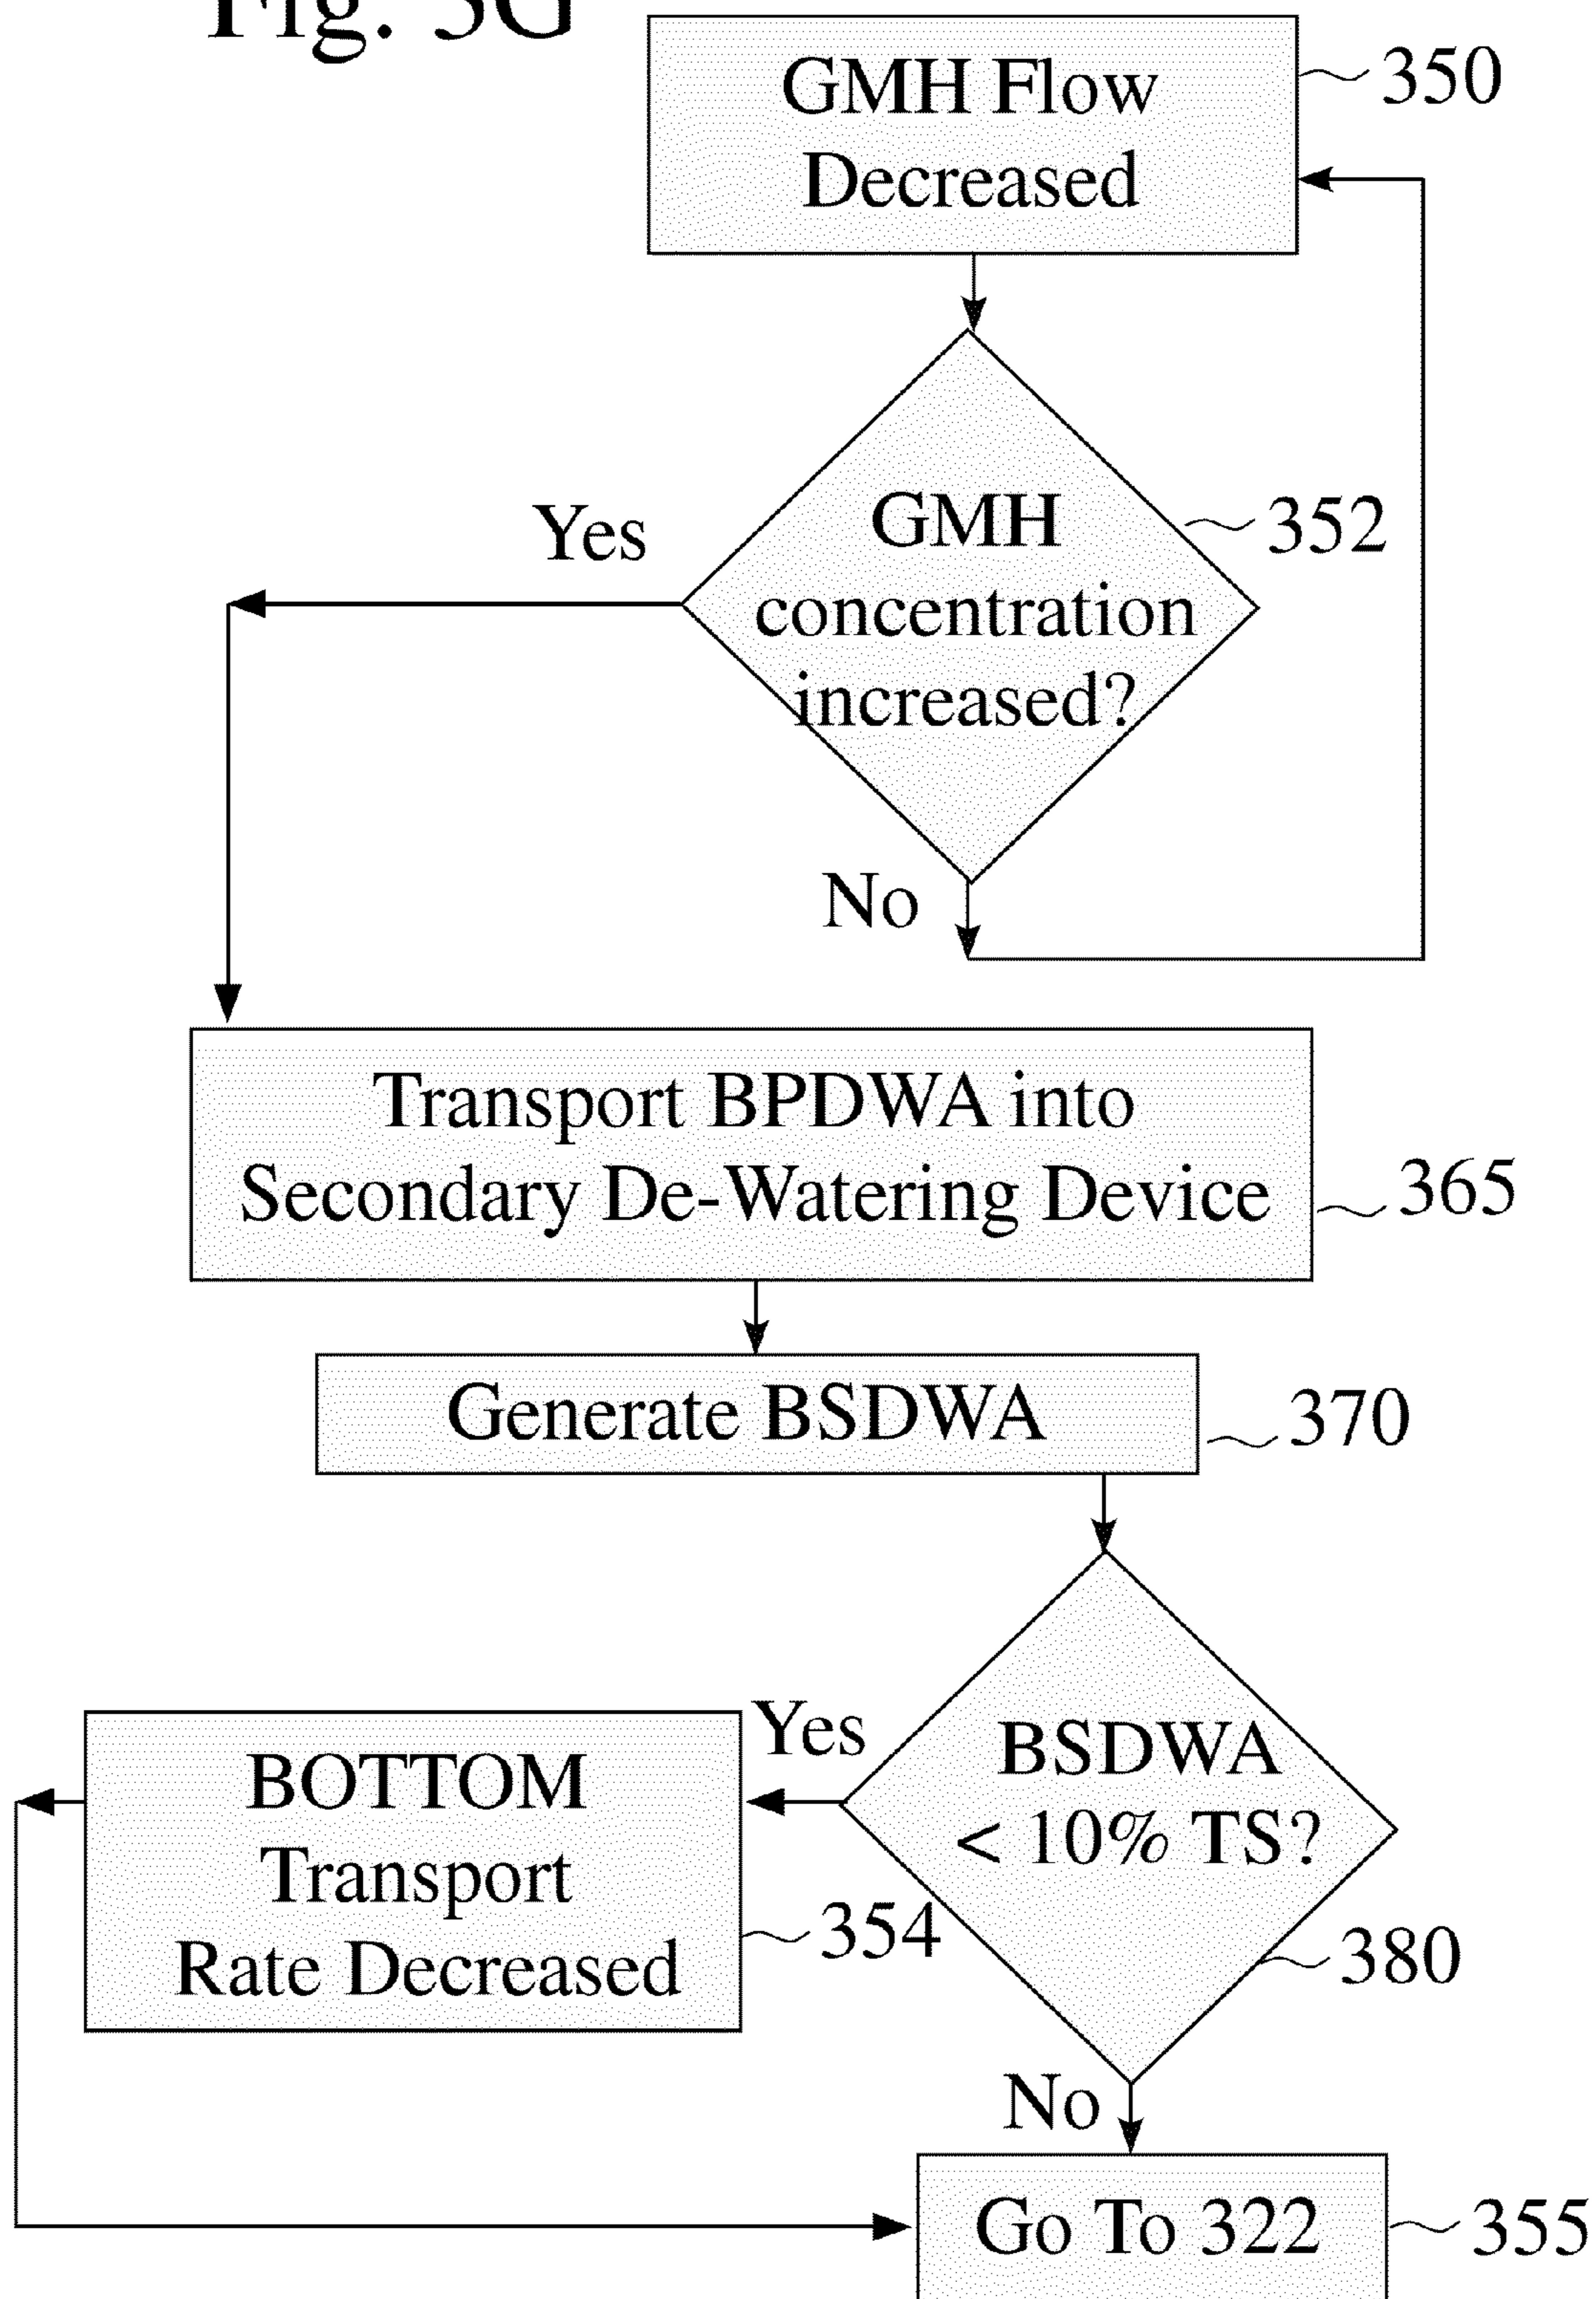 Fig. 3G
GMH Flow
Decreased
350
GMH
concentration
increased?
352
Yes
No
Transport BPDWA into
Secondary De-Watering Device
365
Generate BSDWA
370
BSDWA
< 10% TS?
380
Yes
BOTTOM
Transport
Rate Decreased
354
No
Go To 322
355